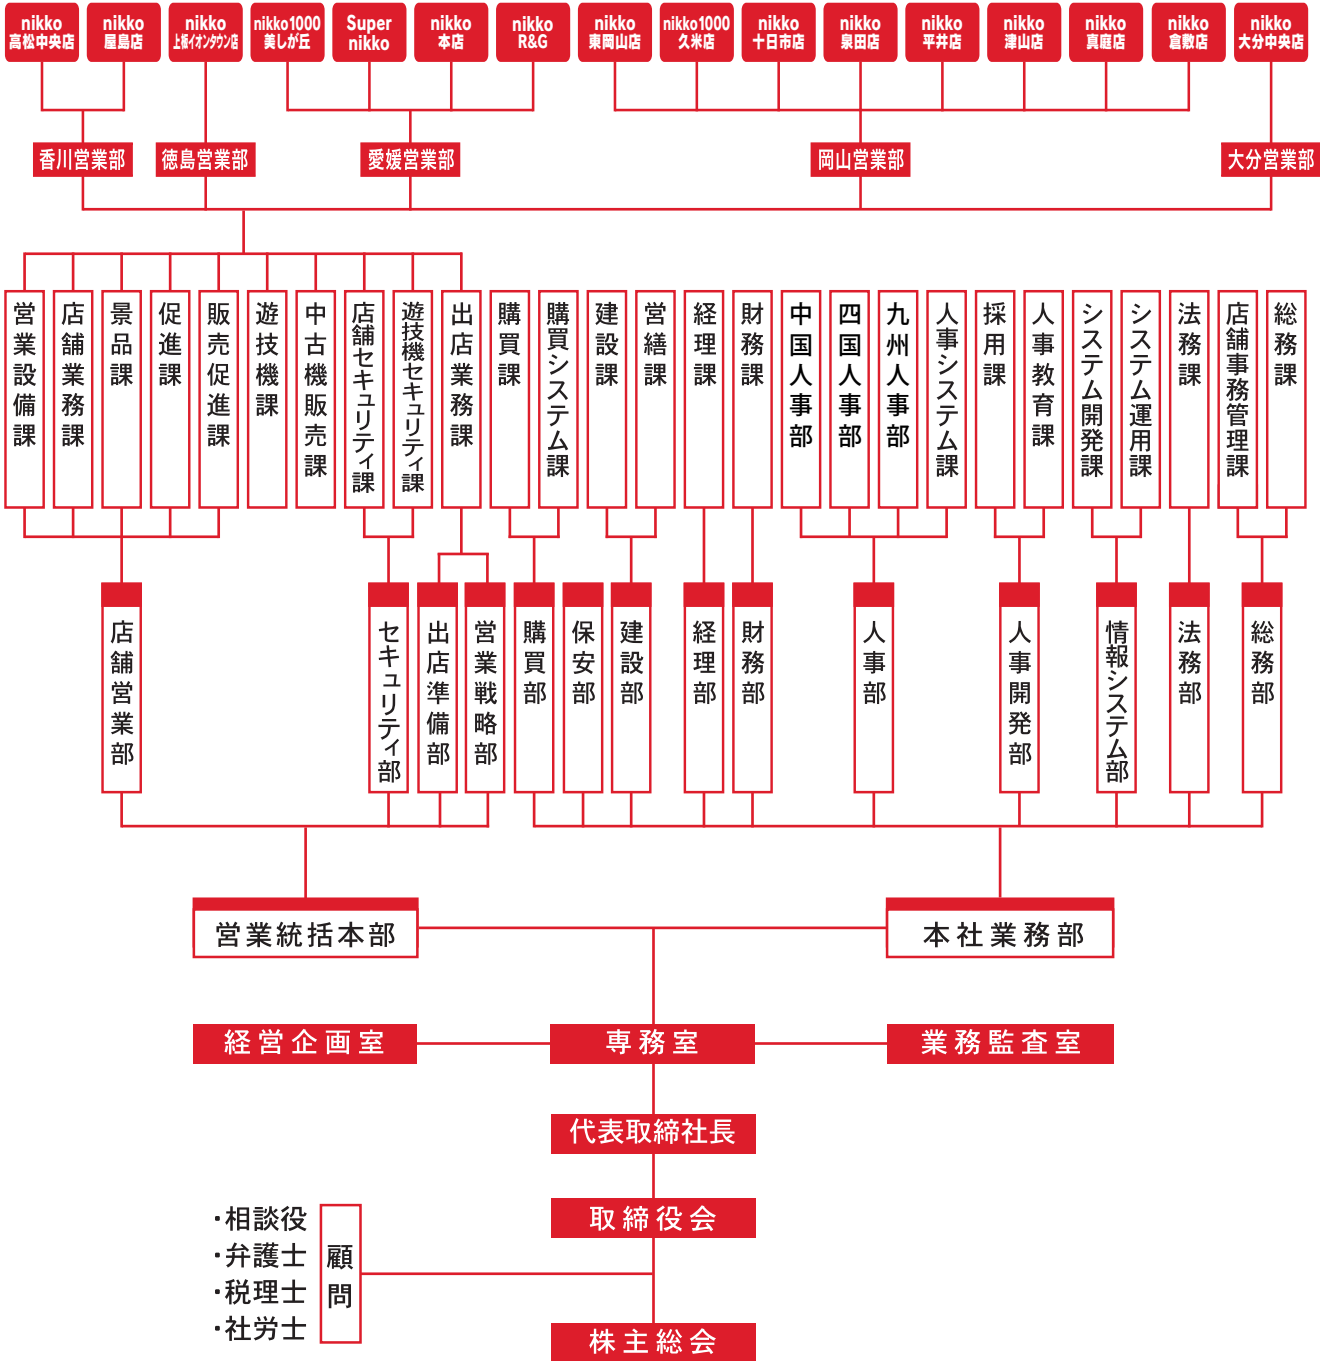 nikko
高松中央店
nikko
屋島店
nikko
上板イオンタウン店
nikko1000
美しが丘
Super
nikko
nikko
本店
nikko
R&G
nikko
東岡山店
nikko1000
久米店
nikko
十日市店
nikko
泉田店
nikko
平井店
nikko
津山店
nikko
真庭店
nikko
倉敷店
nikko
大分中央店
香川営業部
徳島営業部
愛媛営業部
岡山営業部
大分営業部
営業設備課
店舗業務課
景品課
促進課
販売促進課
遊技機課
中古機販売課
店舗セキュリティ課
遊技機セキュリティ課
出店業務課
購買課
購買システム課
建設課
営繕課
経理課
財務課
中国人事部
四国人事部
九州人事部
人事システム課
採用課
人事教育課
システム開発課
システム運用課
法務課
店舗事務管理課
総務課
店舗営業部
セキュリティ部
出店準備部
営業戦略部
購買部
保安部
建設部
経理部
財務部
人事部
人事開発部
情報システム部
法務部
総務部
営業統括本部
本社業務部
経営企画室
専務室
業務監査室
代表取締社長
取締役会
・相談役
・弁護士
・税理士
・社労士
顧問
株主総会